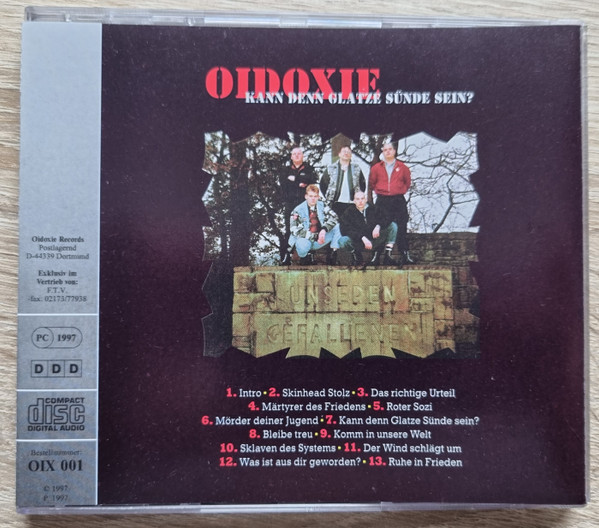 OIDOXIE
KANN DENN GLATZE SÜNDE SEIN?
UNSEREN
GEFALLENEN
1. Intro • 2. Skinhead Stolz • 3. Das richtige Urteil
4. Märtyrer des Friedens • 5. Roter Sozi
6. Mörder deiner Jugend • 7. Kann denn Glatze Sünde sein?
8. Bleibe treu • 9. Komm in unsere Welt
10. Sklaven des Systems • 11. Der Wind schlägt um
12. Was ist aus dir geworden? • 13. Ruhe in Frieden
Oidoxie Records
Postlagernd
D-44339 Dortmund
Exklusiv im
Vertrieb von:
F.T.V.
-fax: 02173/77938
PC 1997
DDD
COMPACT
disc
DIGITAL AUDIO
Bestellnummer:
OIX 001
© 1997
P 1997